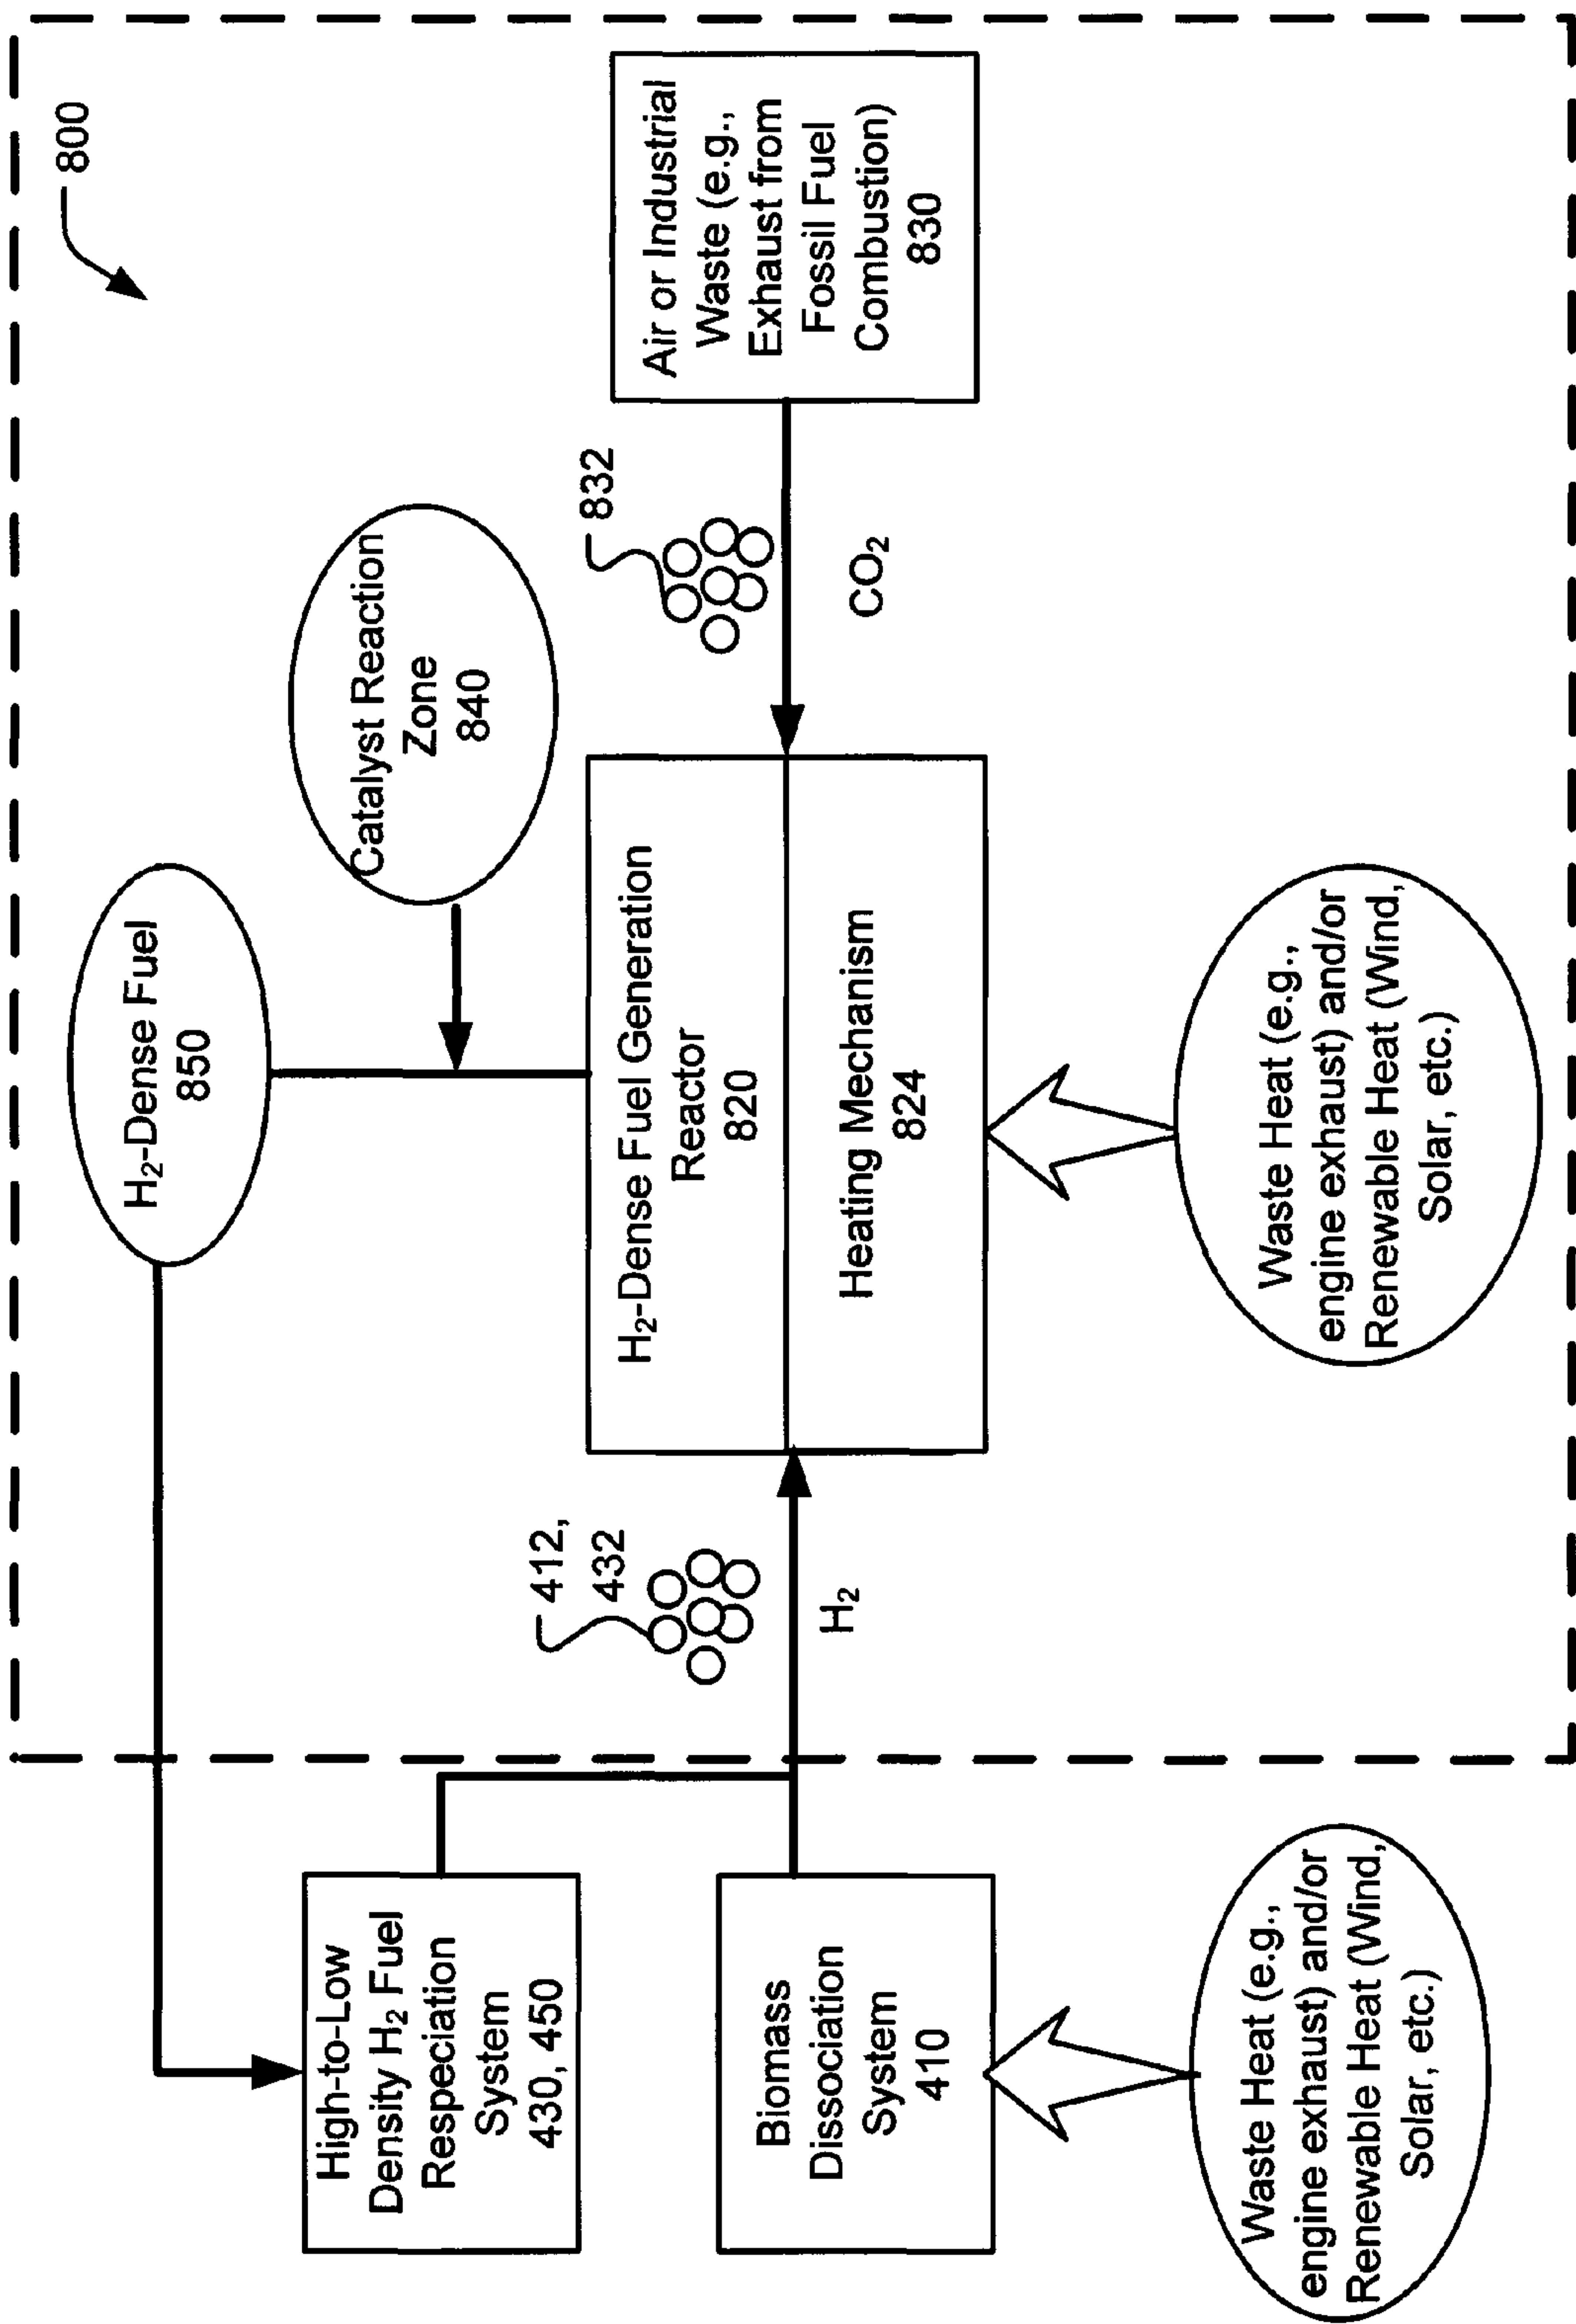 800
H₂-Dense Fuel
850
Catalyst Reaction
Zone
840
High-to-Low
Density H₂ Fuel
Respeciation
System
430, 450
412,
432
H₂
H₂-Dense Fuel Generation
Reactor
820
Heating Mechanism
824
832
CO₂
Air or Industrial
Waste (e.g.,
Exhaust from
Fossil Fuel
Combustion)
830
Biomass
Dissociation
System
410
Waste Heat (e.g.,
engine exhaust) and/or
Renewable Heat (Wind,
Solar, etc.)
Waste Heat (e.g.,
engine exhaust) and/or
Renewable Heat (Wind,
Solar, etc.)